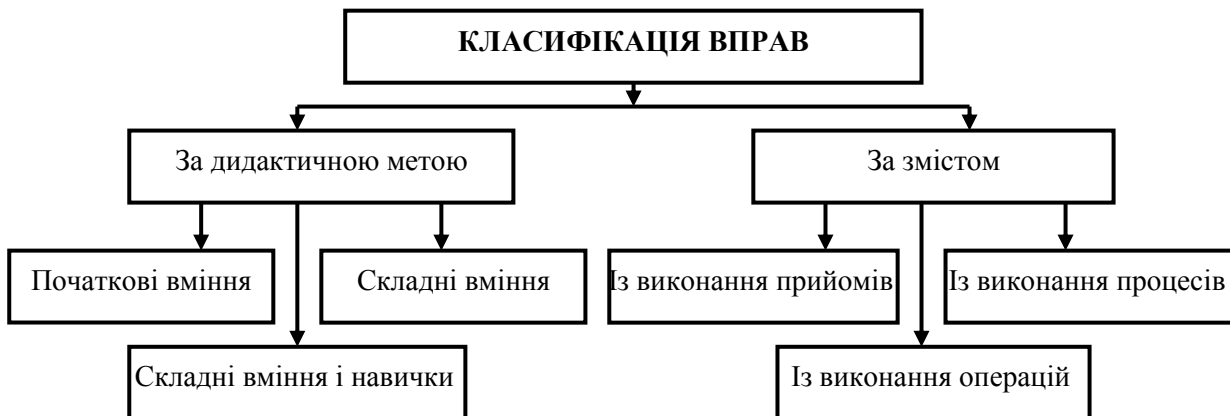 КЛАСИФІКАЦІЯ ВПРАВ
За дидактичною метою
За змістом
Початкові вміння
Складні вміння
Із виконання прийомів
Із виконання процесів
Складні вміння і навички
Із виконання операцій